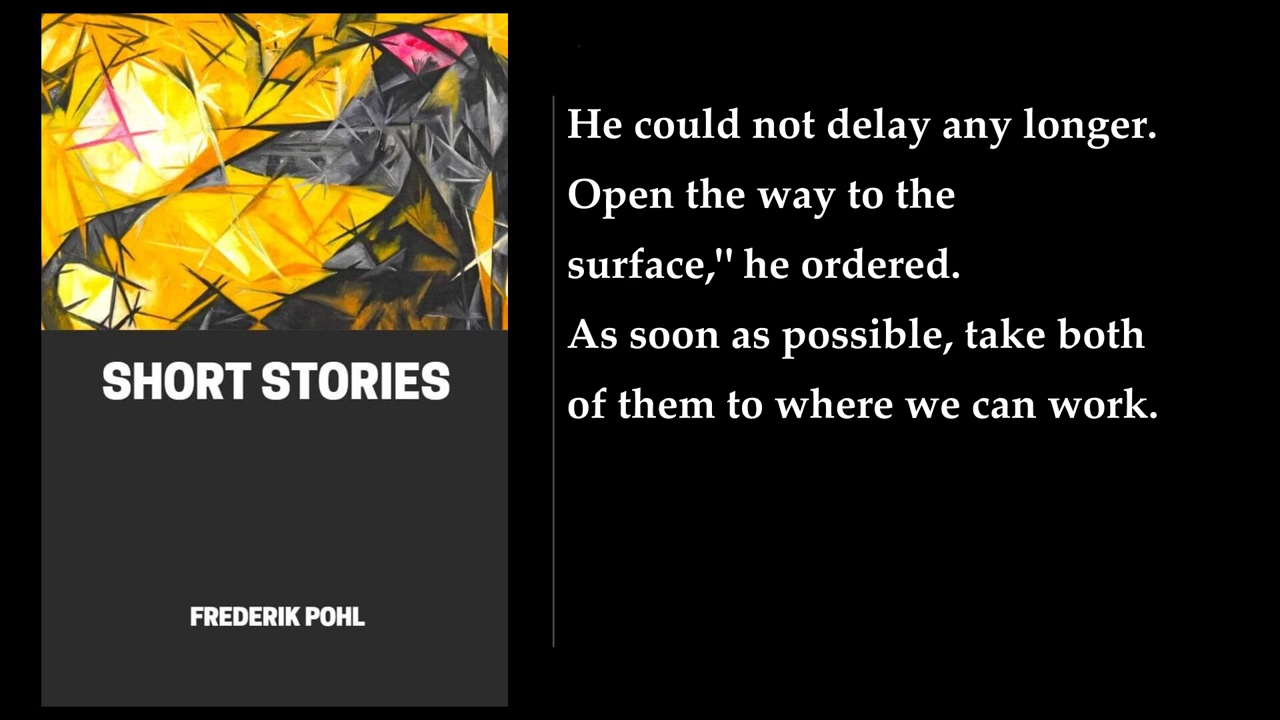 SHORT STORIES
FREDERIK POHL
He could not delay any longer.
Open the way to the
surface," he ordered.
As soon as possible, take both
of them to where we can work.